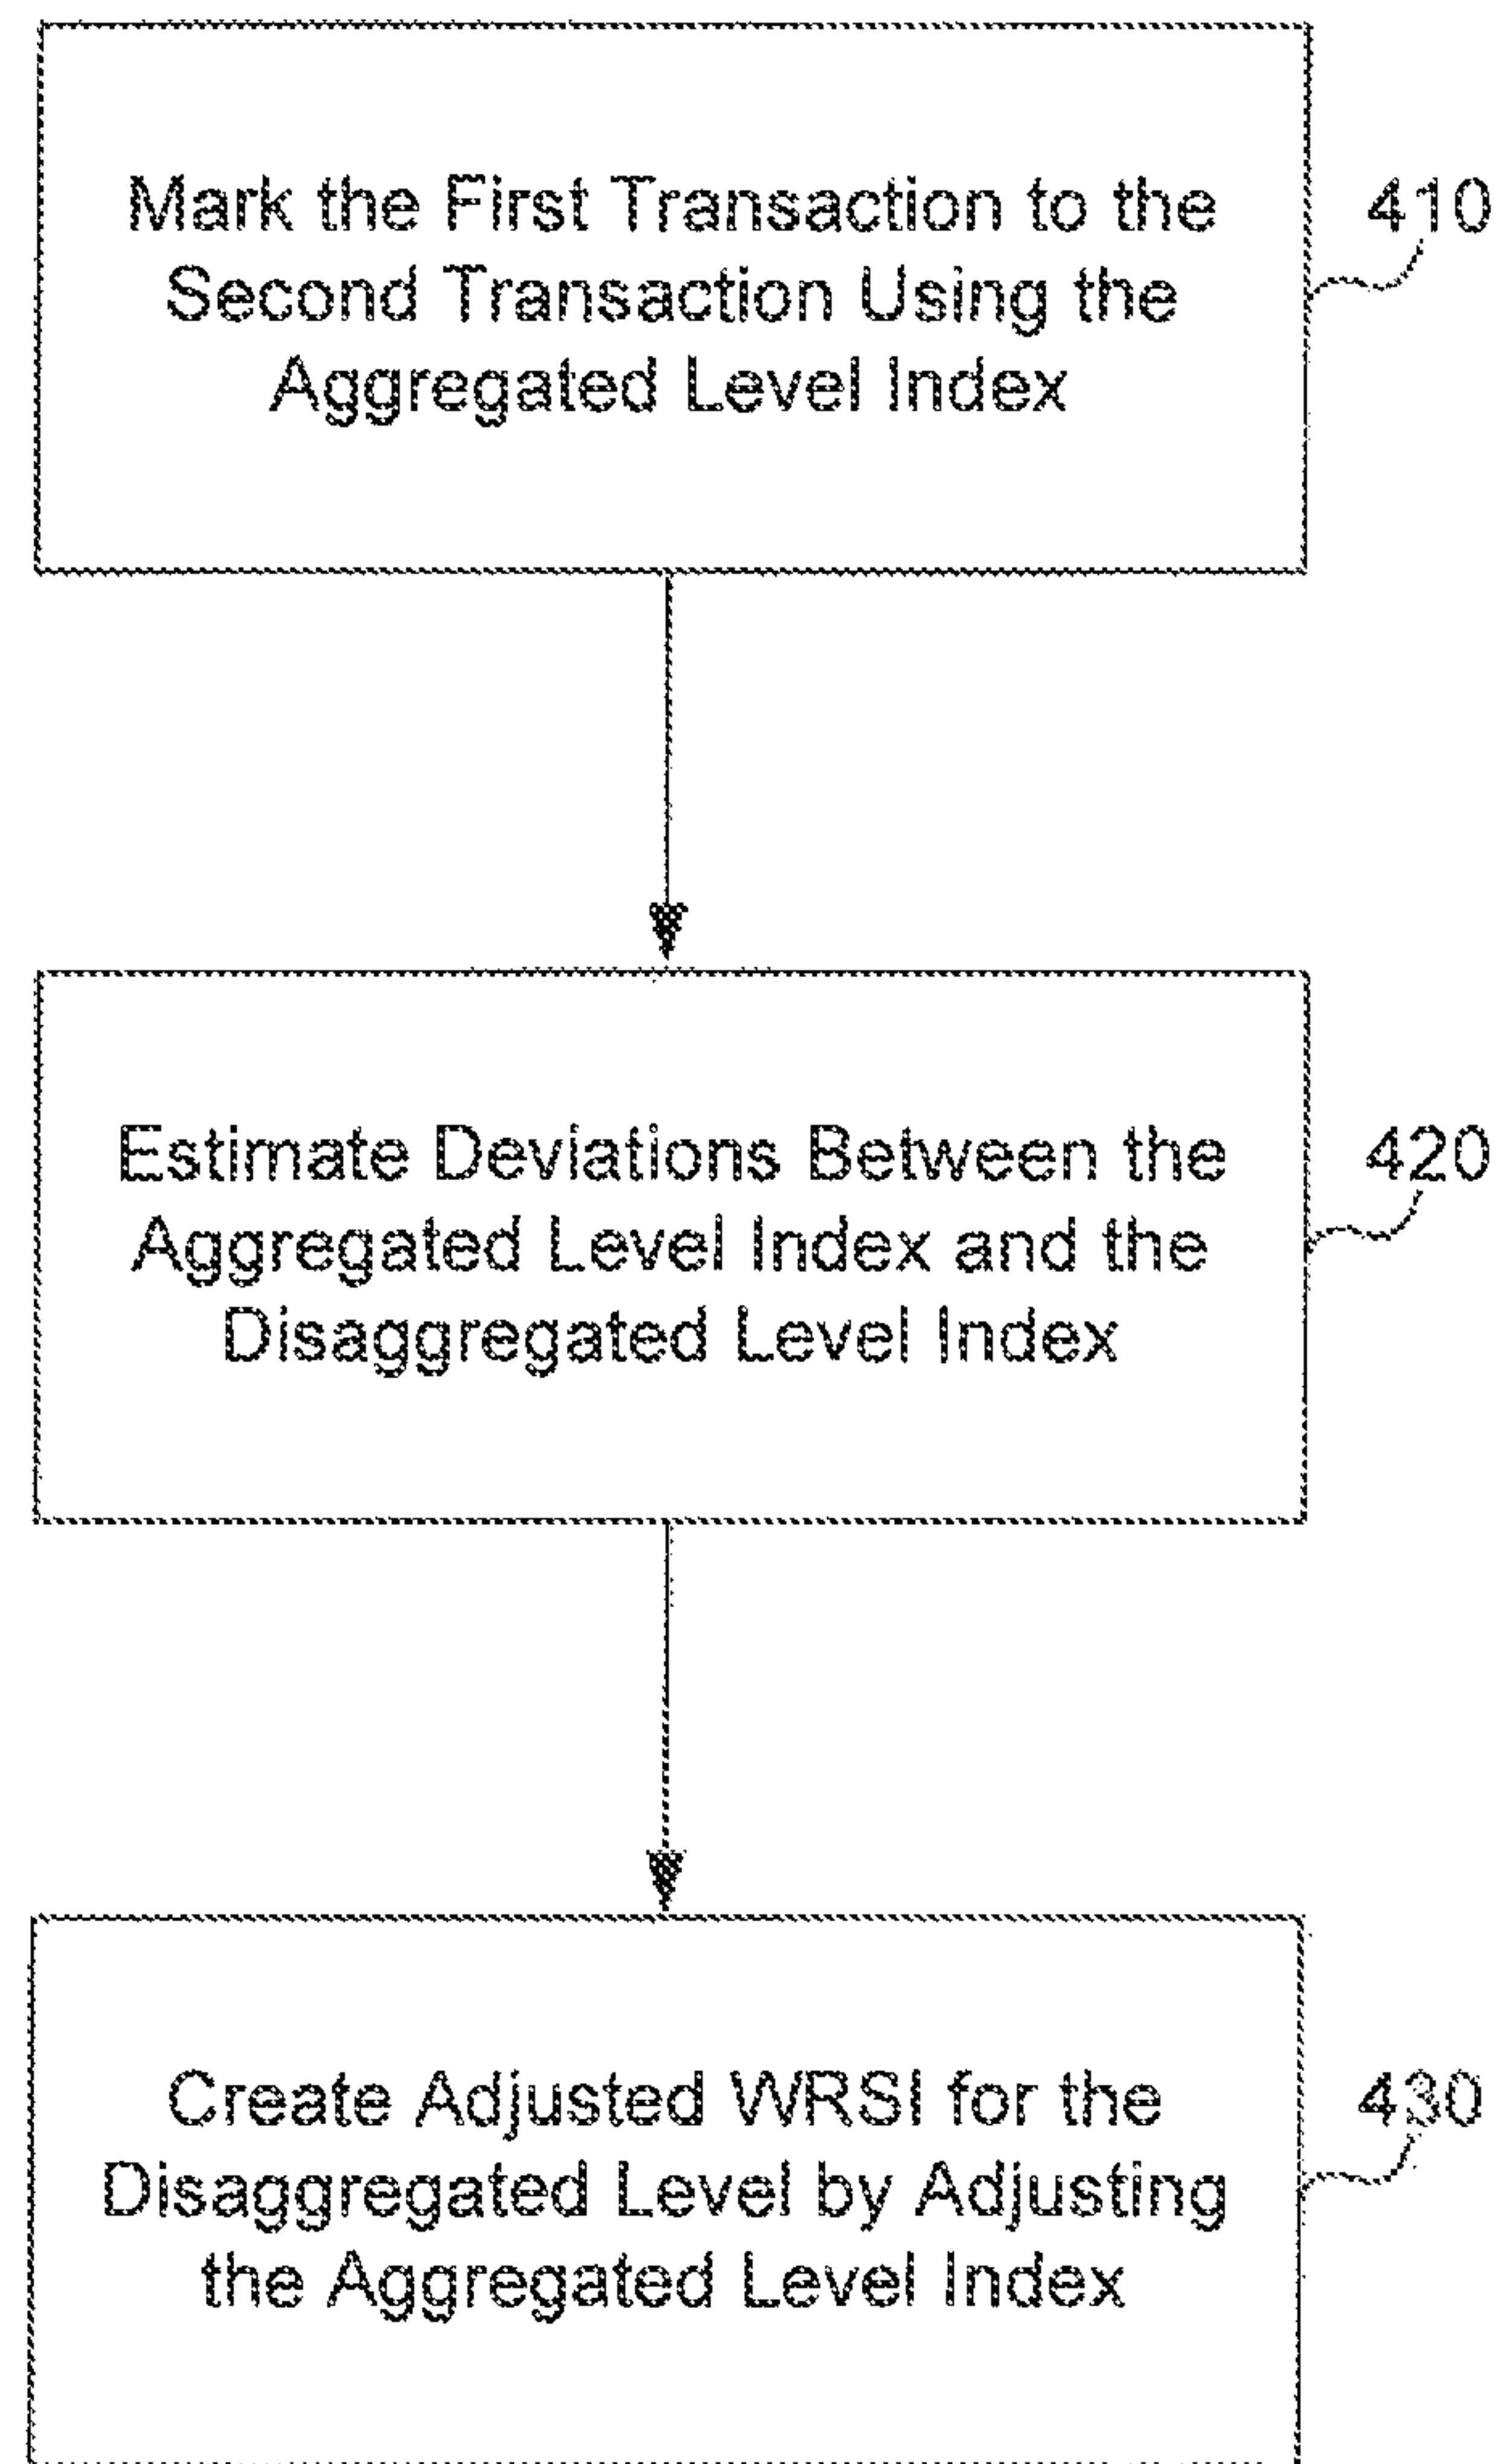 Mark the First Transaction to the
Second Transaction Using the
Aggregated Level Index
410
Estimate Deviations Between the
Aggregated Level Index and the
Disaggregated Level Index
420
Create Adjusted WRSI for the
Disaggregated Level by Adjusting
the Aggregated Level Index
430